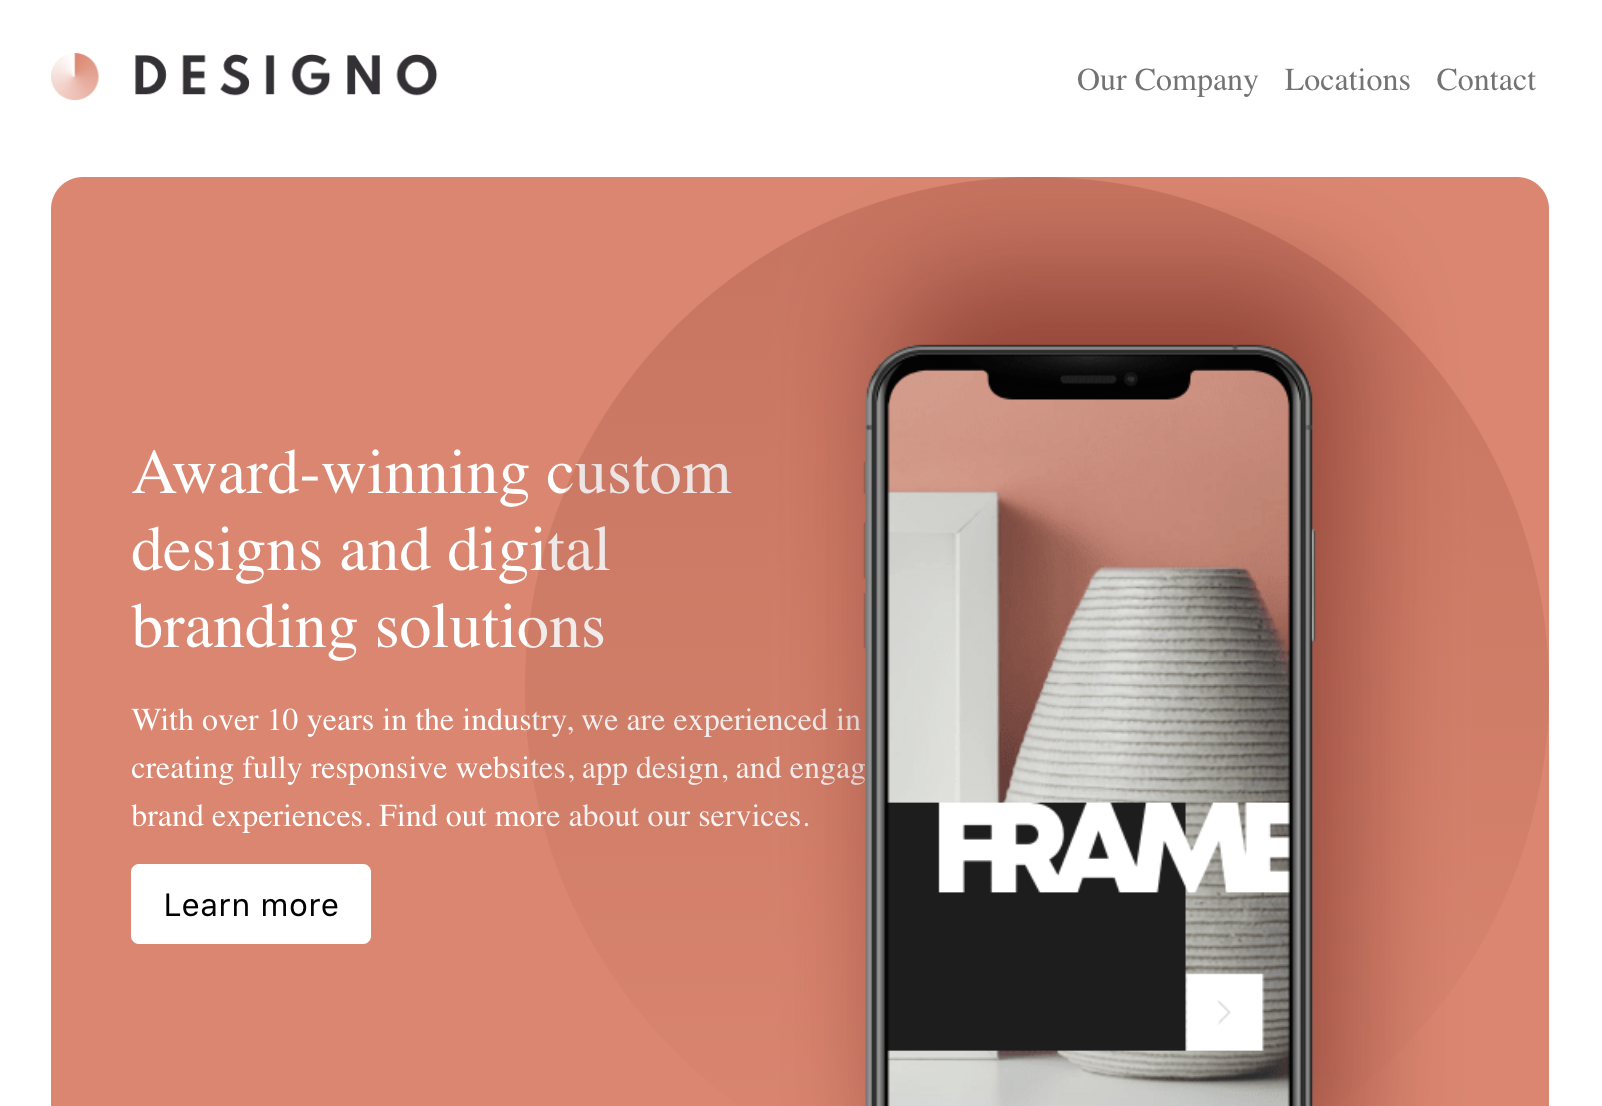 DESIGNO
Our Company Locations Contact
Award-winning custom
designs and digital
branding solutions
With over 10 years in the industry, we are experienced in
creating fully responsive websites, app design, and engag
brand experiences. Find out more about our services.
Learn more
FRAME